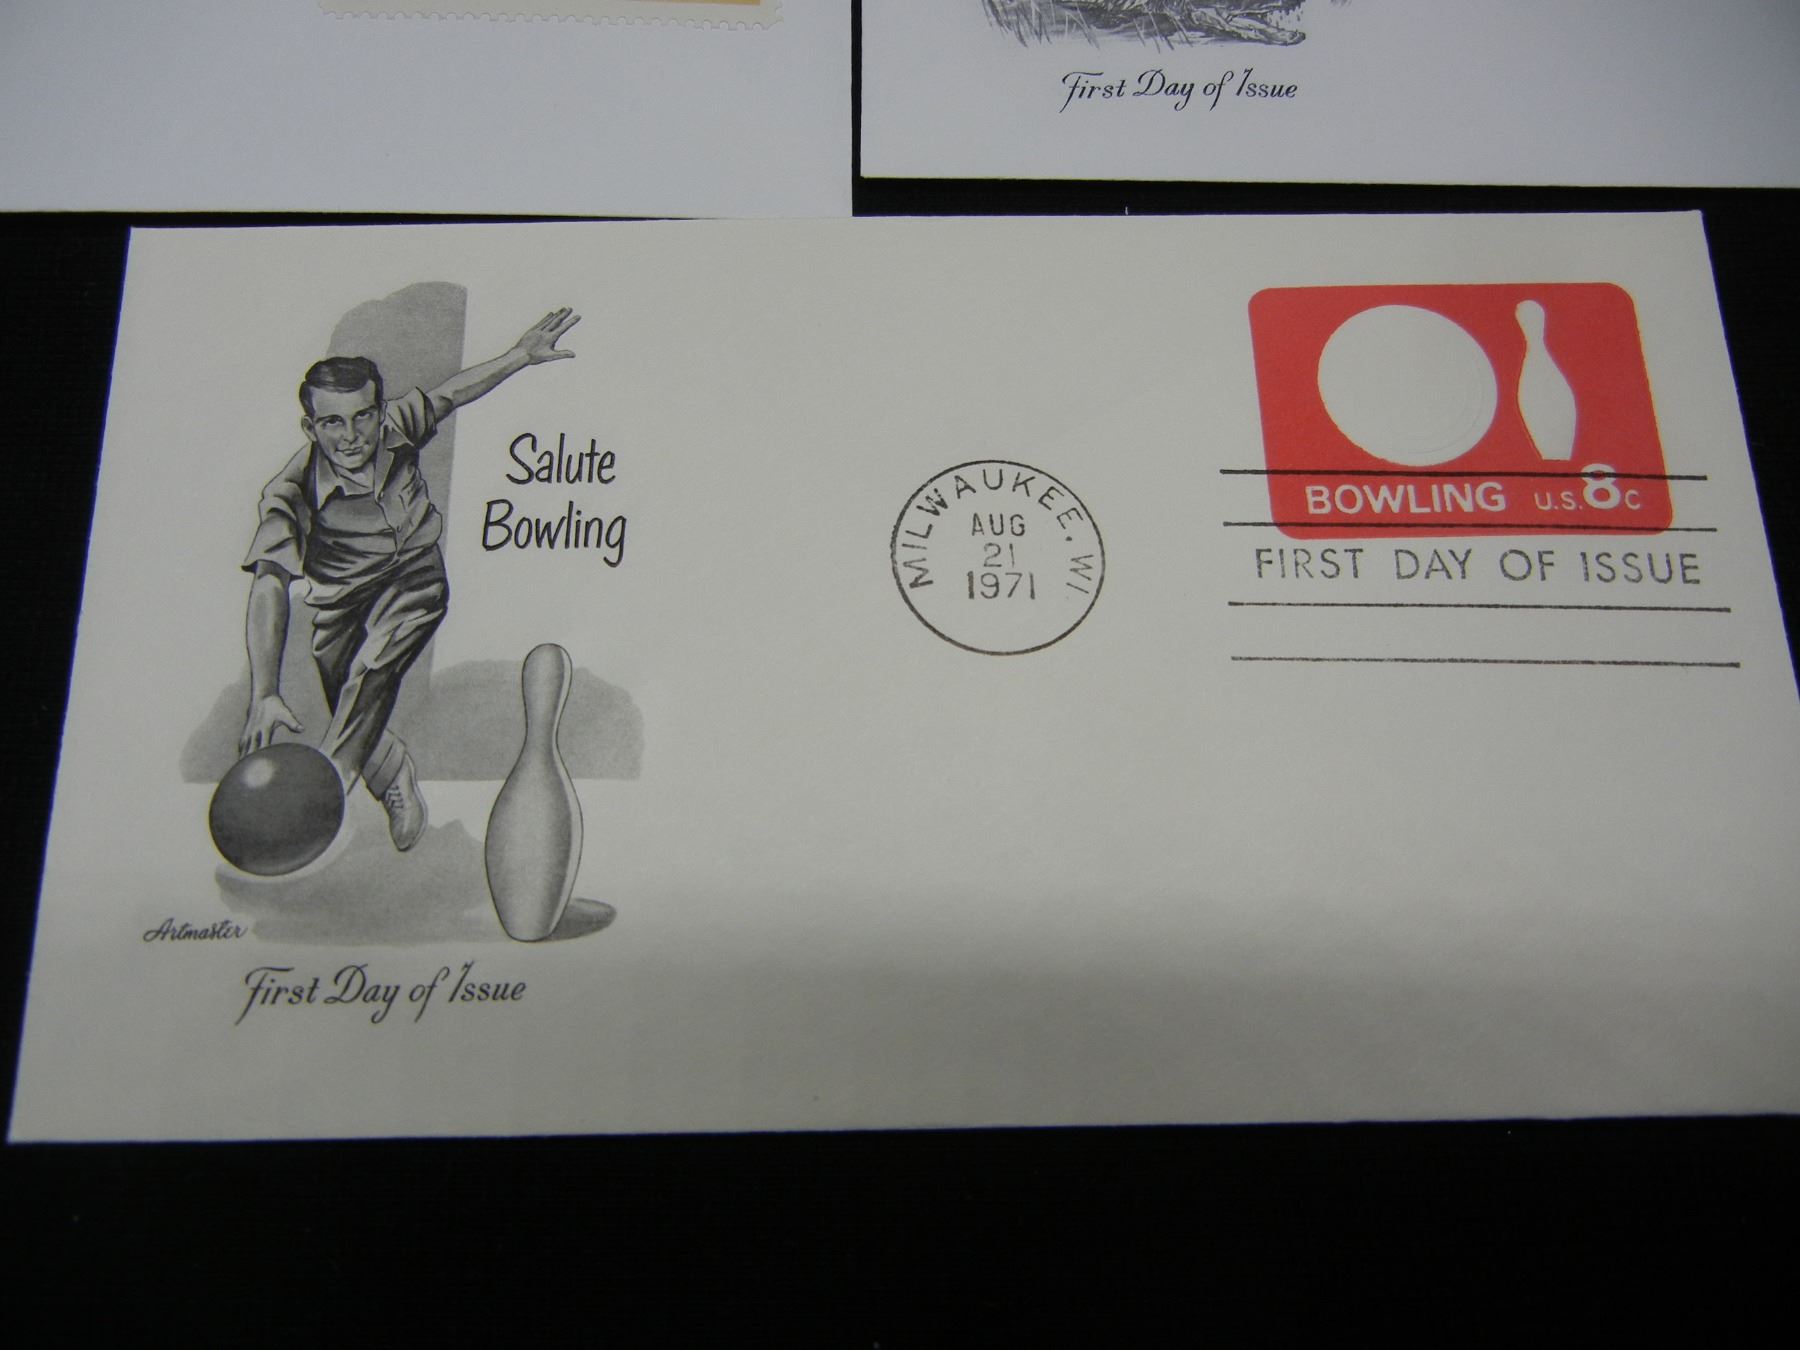 First Day of Issue
Salute
Bowling
Artmaster
First Day of Issue
MILWAUKEE, WI.
AUG
21
1971
BOWLING U.S. 8c
FIRST DAY OF ISSUE